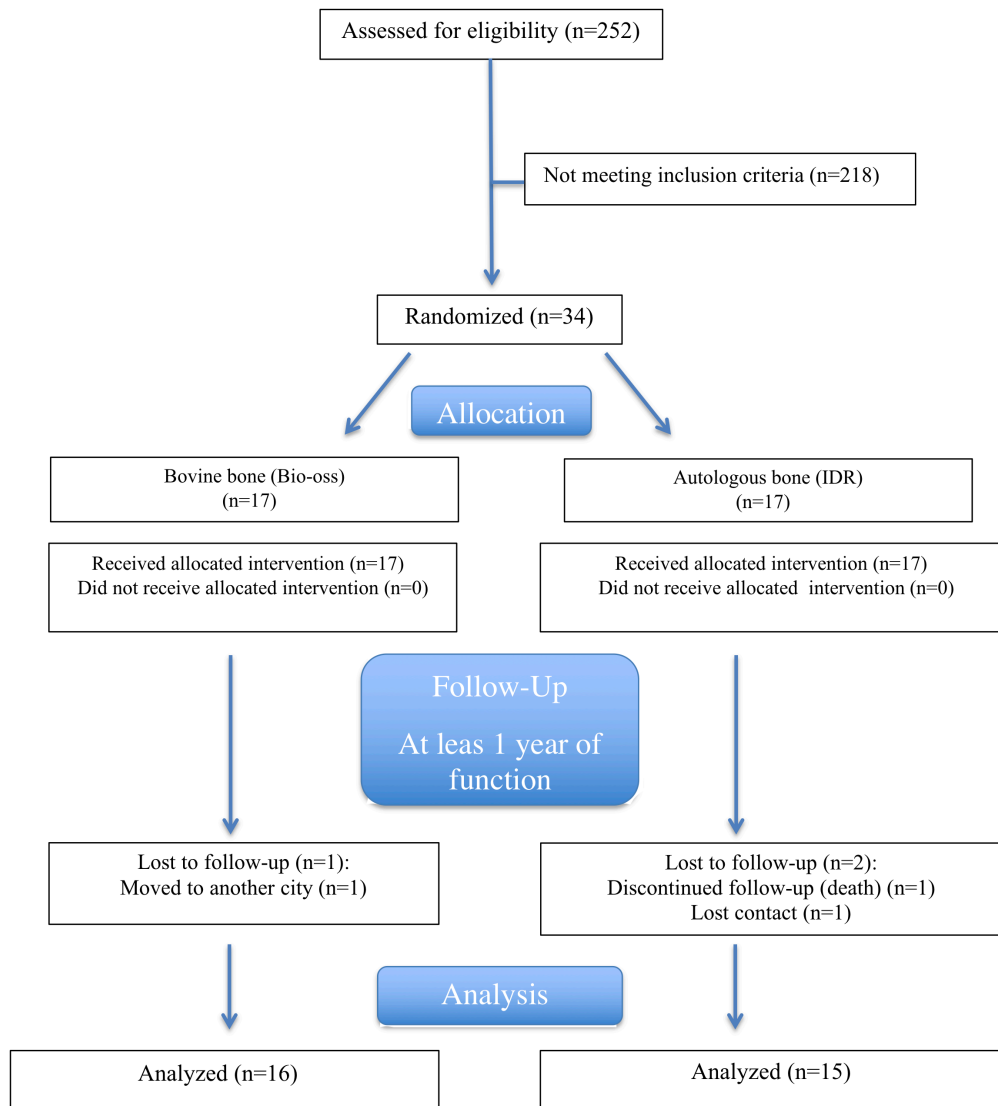 Assessed for eligibility (n=252)
Not meeting inclusion criteria (n=218)
Randomized (n=34)
Allocation
Bovine bone (Bio-oss)
(n=17)
Autologous bone (IDR)
(n=17)
Received allocated intervention (n=17)
Did not receive allocated intervention (n=0)
Received allocated intervention (n=17)
Did not receive allocated intervention (n=0)
Follow-Up
At leas 1 year of
function
Lost to follow-up (n=1):
Moved to another city (n=1)
Lost to follow-up (n=2):
Discontinued follow-up (death) (n=1)
Lost contact (n=1)
Analysis
Analyzed (n=16)
Analyzed (n=15)